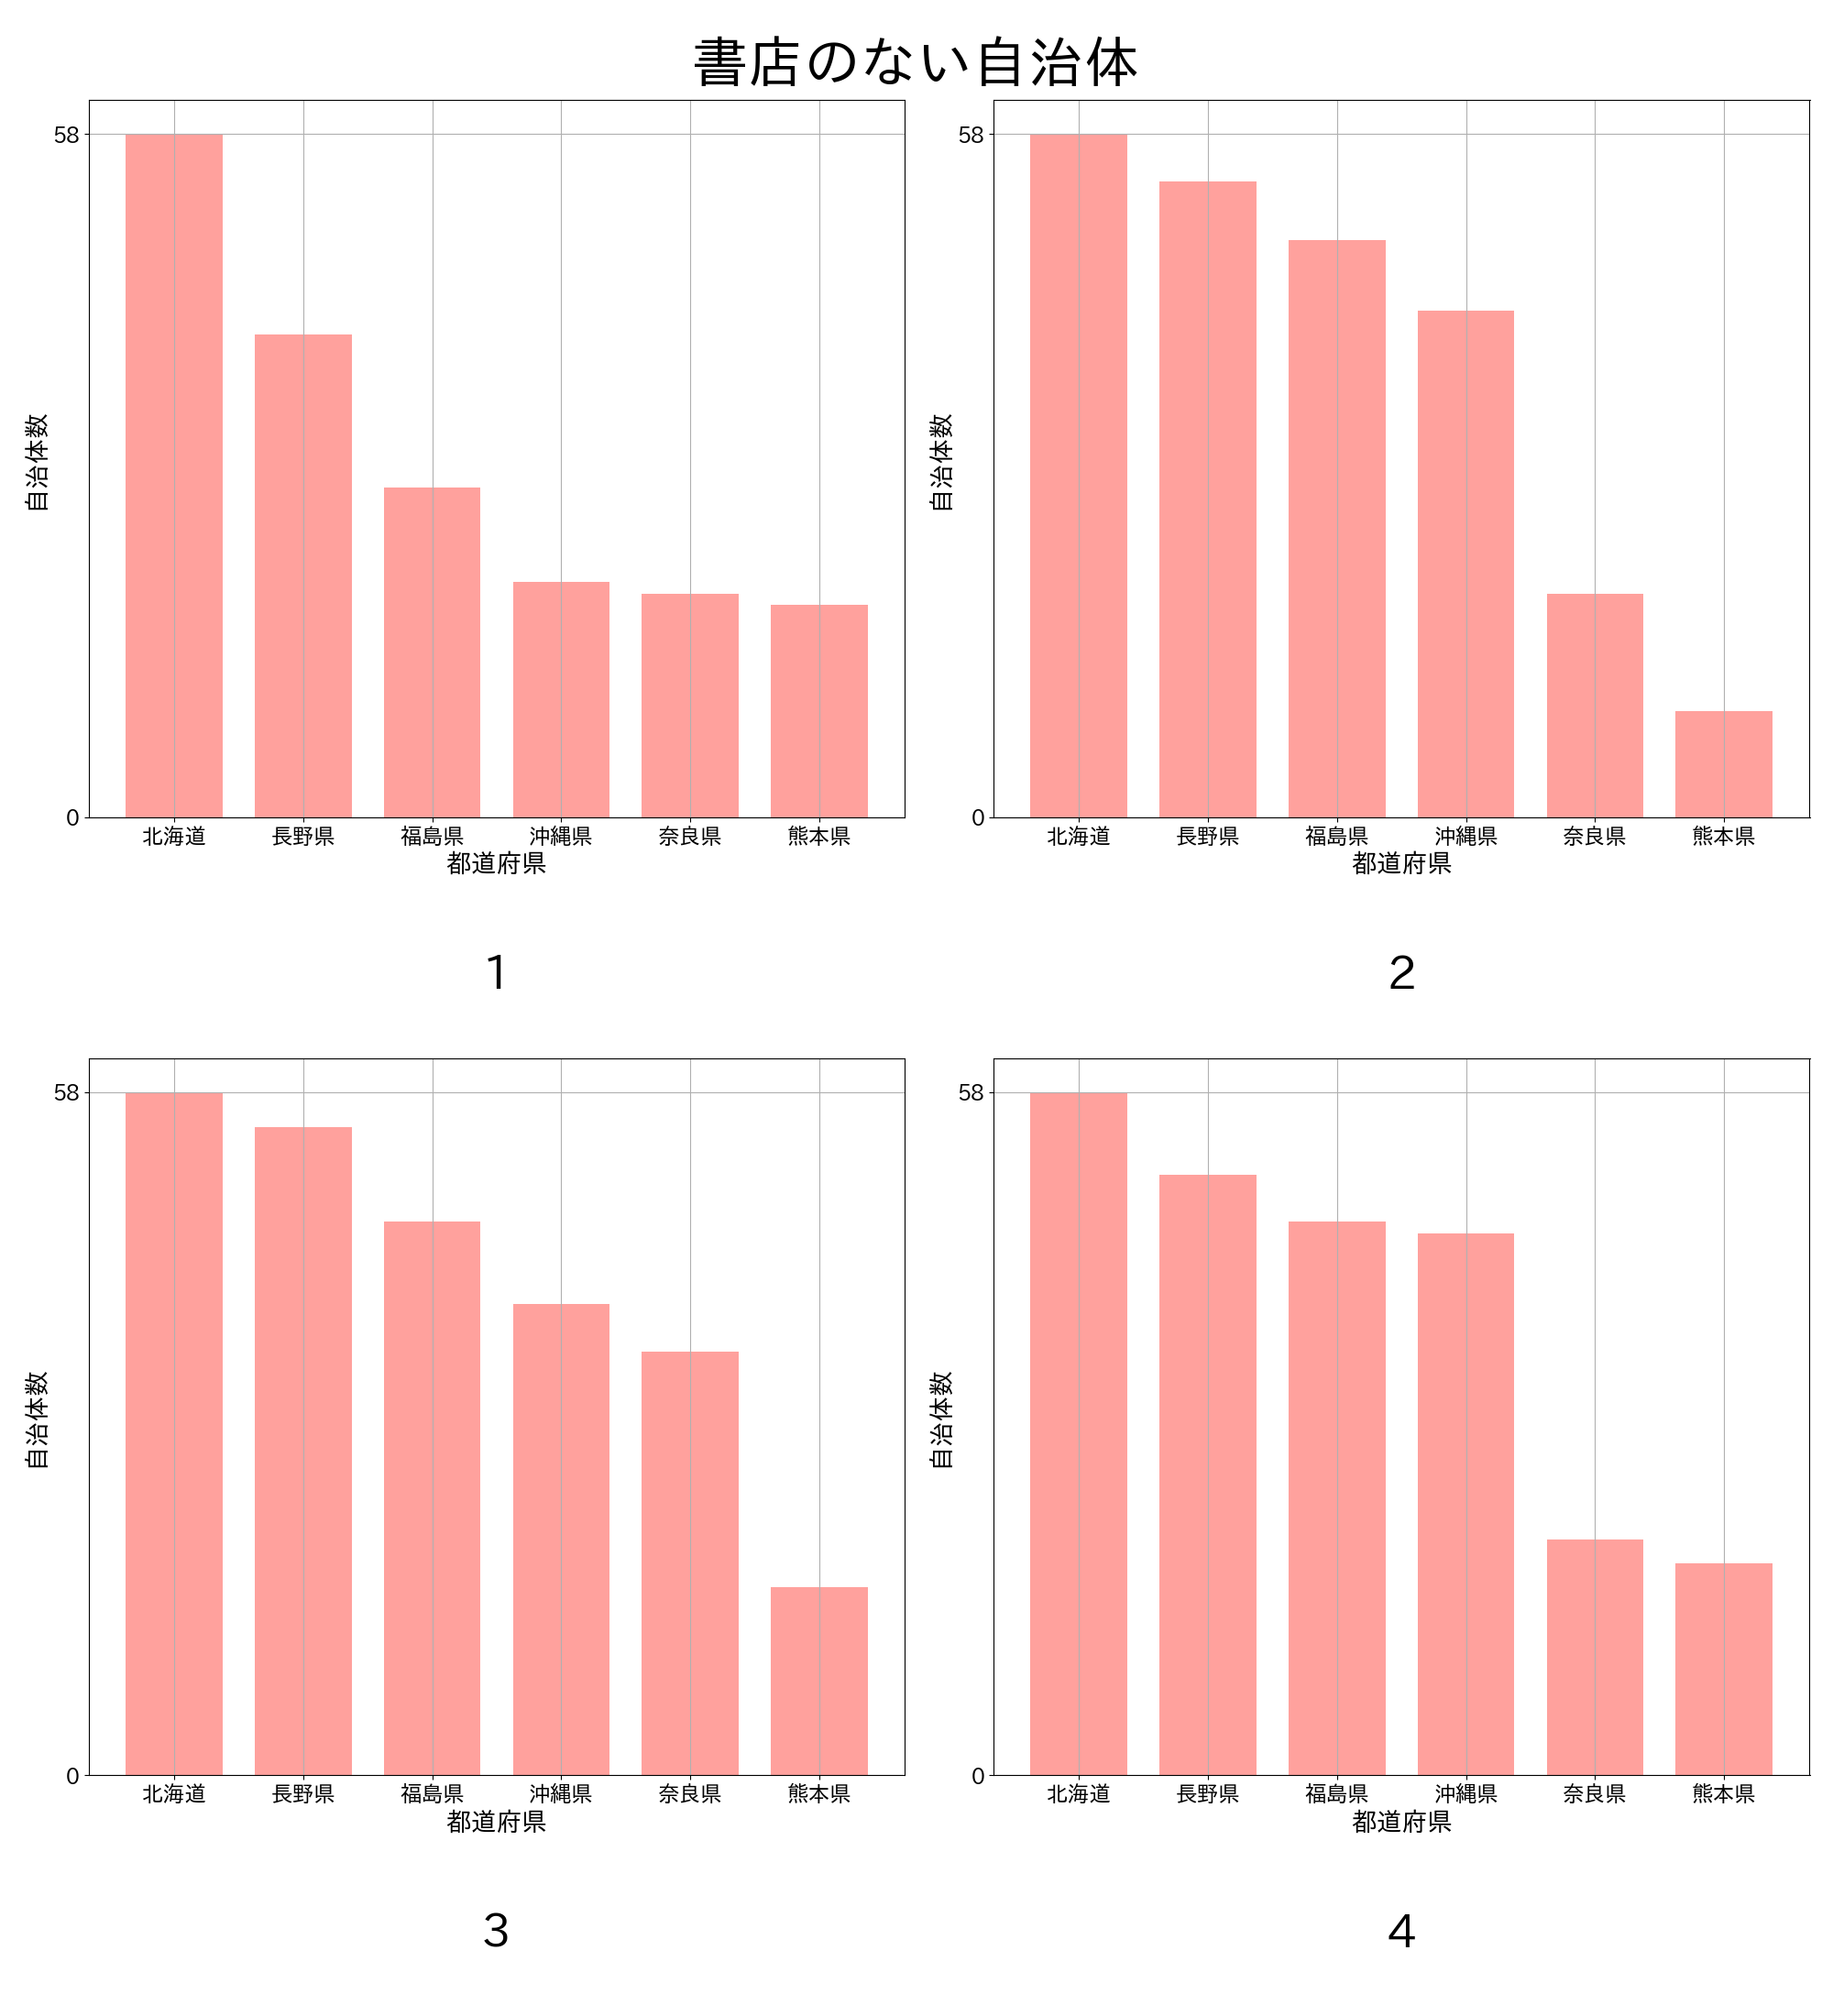 書店のない自治体
58
0
自治体数
北海道 長野県 福島県 沖縄県 奈良県 熊本県
都道府県
1
58
0
自治体数
北海道 長野県 福島県 沖縄県 奈良県 熊本県
都道府県
2
58
0
自治体数
北海道 長野県 福島県 沖縄県 奈良県 熊本県
都道府県
3
58
0
自治体数
北海道 長野県 福島県 沖縄県 奈良県 熊本県
都道府県
4